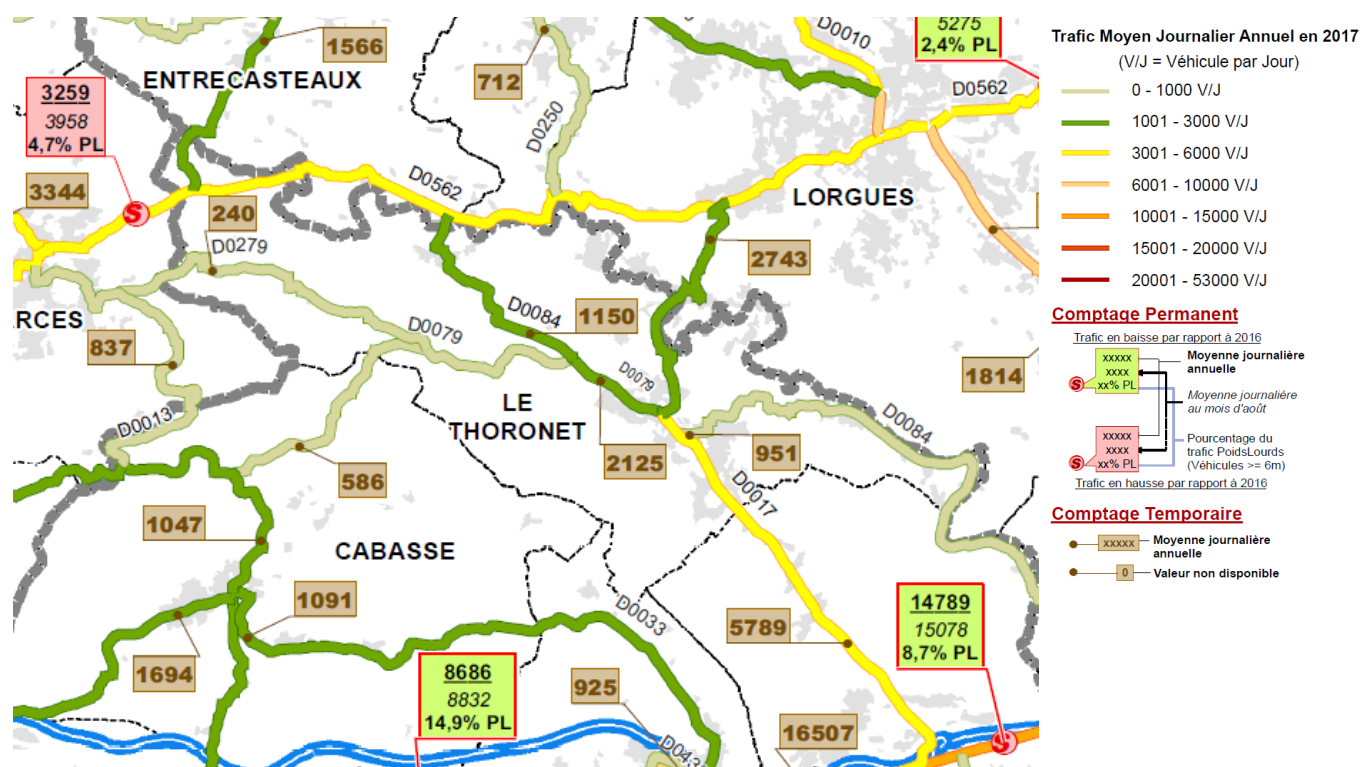 5275
2,4% PL
D0010
1566
712
ENTRECASTEAUX
3259
3958
4,7% PL
D0562
D0250
D0562
3344
240
LORGUES
D0279
2743
D0084
1150
D0079
RCES
837
D0079
1814
LE
THORONET
D0013
D0084
951
2125
586
D0017
1047
CABASSE
1091
D0033
14789
15078
8,7% PL
5789
1694
8686
8832
14,9% PL
925
16507
D043
Trafic Moyen Journalier Annuel en 2017
(V/J = Véhicule par Jour)
0 - 1000 V/J
1001 - 3000 V/J
3001 - 6000 V/J
6001 - 10000 V/J
10001 - 15000 V/J
15001 - 20000 V/J
20001 - 53000 V/J
Comptage Permanent
Trafic en baisse par rapport à 2016
xxxxx
xxxx
xx% PL
S
Moyenne journalière
annuelle
Moyenne journalière
au mois d'août
xxxxx
xxxx
xx% PL
S
Pourcentage du
trafic PoidsLourds
(Véhicules >= 6m)
Trafic en hausse par rapport à 2016
Comptage Temporaire
xxxxx
Moyenne journalière
annuelle
0
Valeur non disponible
S
S